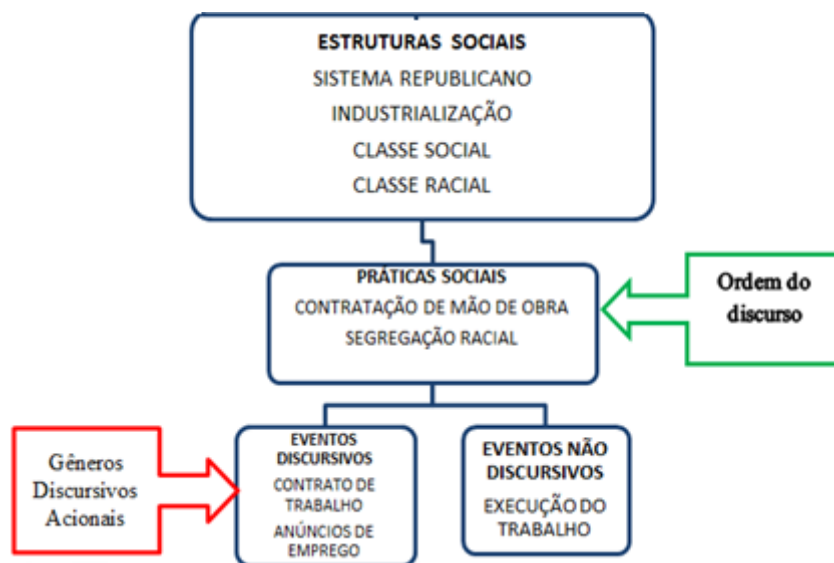 ESTRUTURAS SOCIAIS
SISTEMA REPUBLICANO
INDUSTRIALIZAÇÃO
CLASSE SOCIAL
CLASSE RACIAL
PRÁTICAS SOCIAIS
CONTRATAÇÃO DE MÃO DE OBRA
SEGREGAÇÃO RACIAL
Ordem do
discurso
Gêneros
Discursivos
Acionais
EVENTOS
DISCURSIVOS
CONTRATO DE
TRABALHO
ANÚNCIOS DE
EMPREGO
EVENTOS NÃO
DISCURSIVOS
EXECUÇÃO DO
TRABALHO